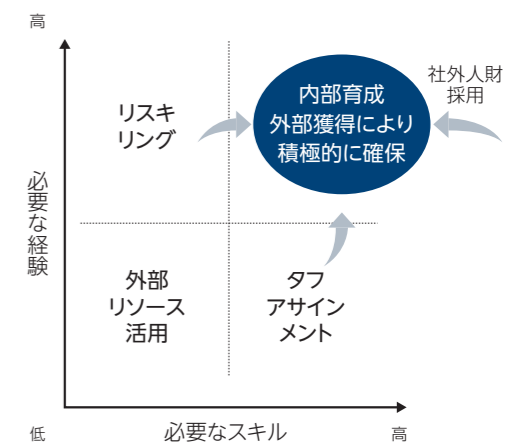 高
社外人財
採用
内部育成
外部獲得により
積極的に確保
リスキ
リング
必要な経験
外部
リソース
活用
タフ
アサイン
メント
低
必要なスキル
高